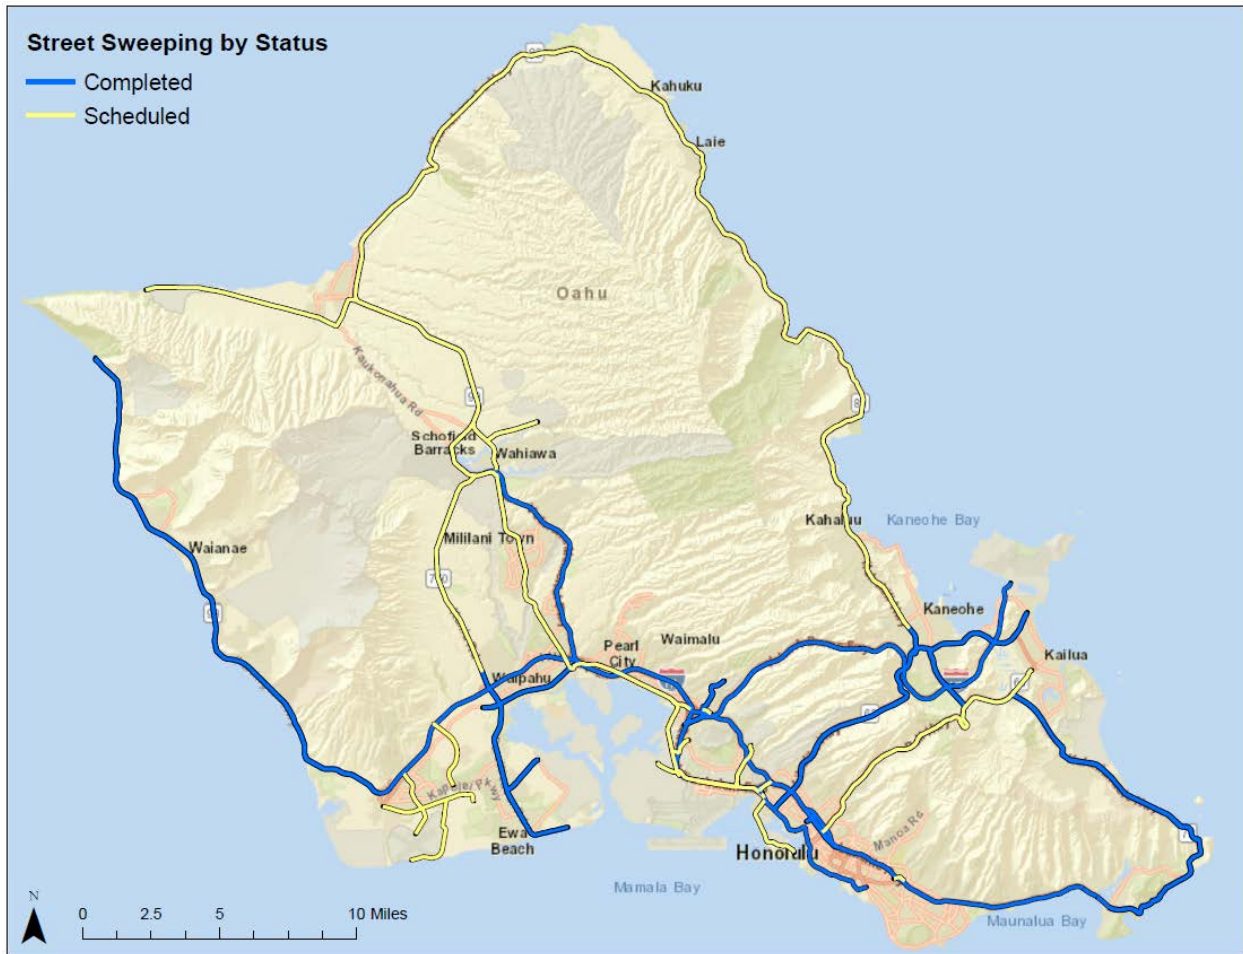 Street Sweeping by Status
Completed
Scheduled
Kahuku
Laie
Oahu
Kaukonahua Rd
Schofield
Barracks
Wahiawa
Kahaluu
Kaneohe Bay
Mililani Town
Waianae
Kaneohe
Pearl
City
Waimalu
Kailua
Waipahu
Kapolei Pkwy
Ewa
Beach
Manoa Rd
Honolulu
Mamala Bay
Maunalua Bay
N
0 2.5 5 10 Miles